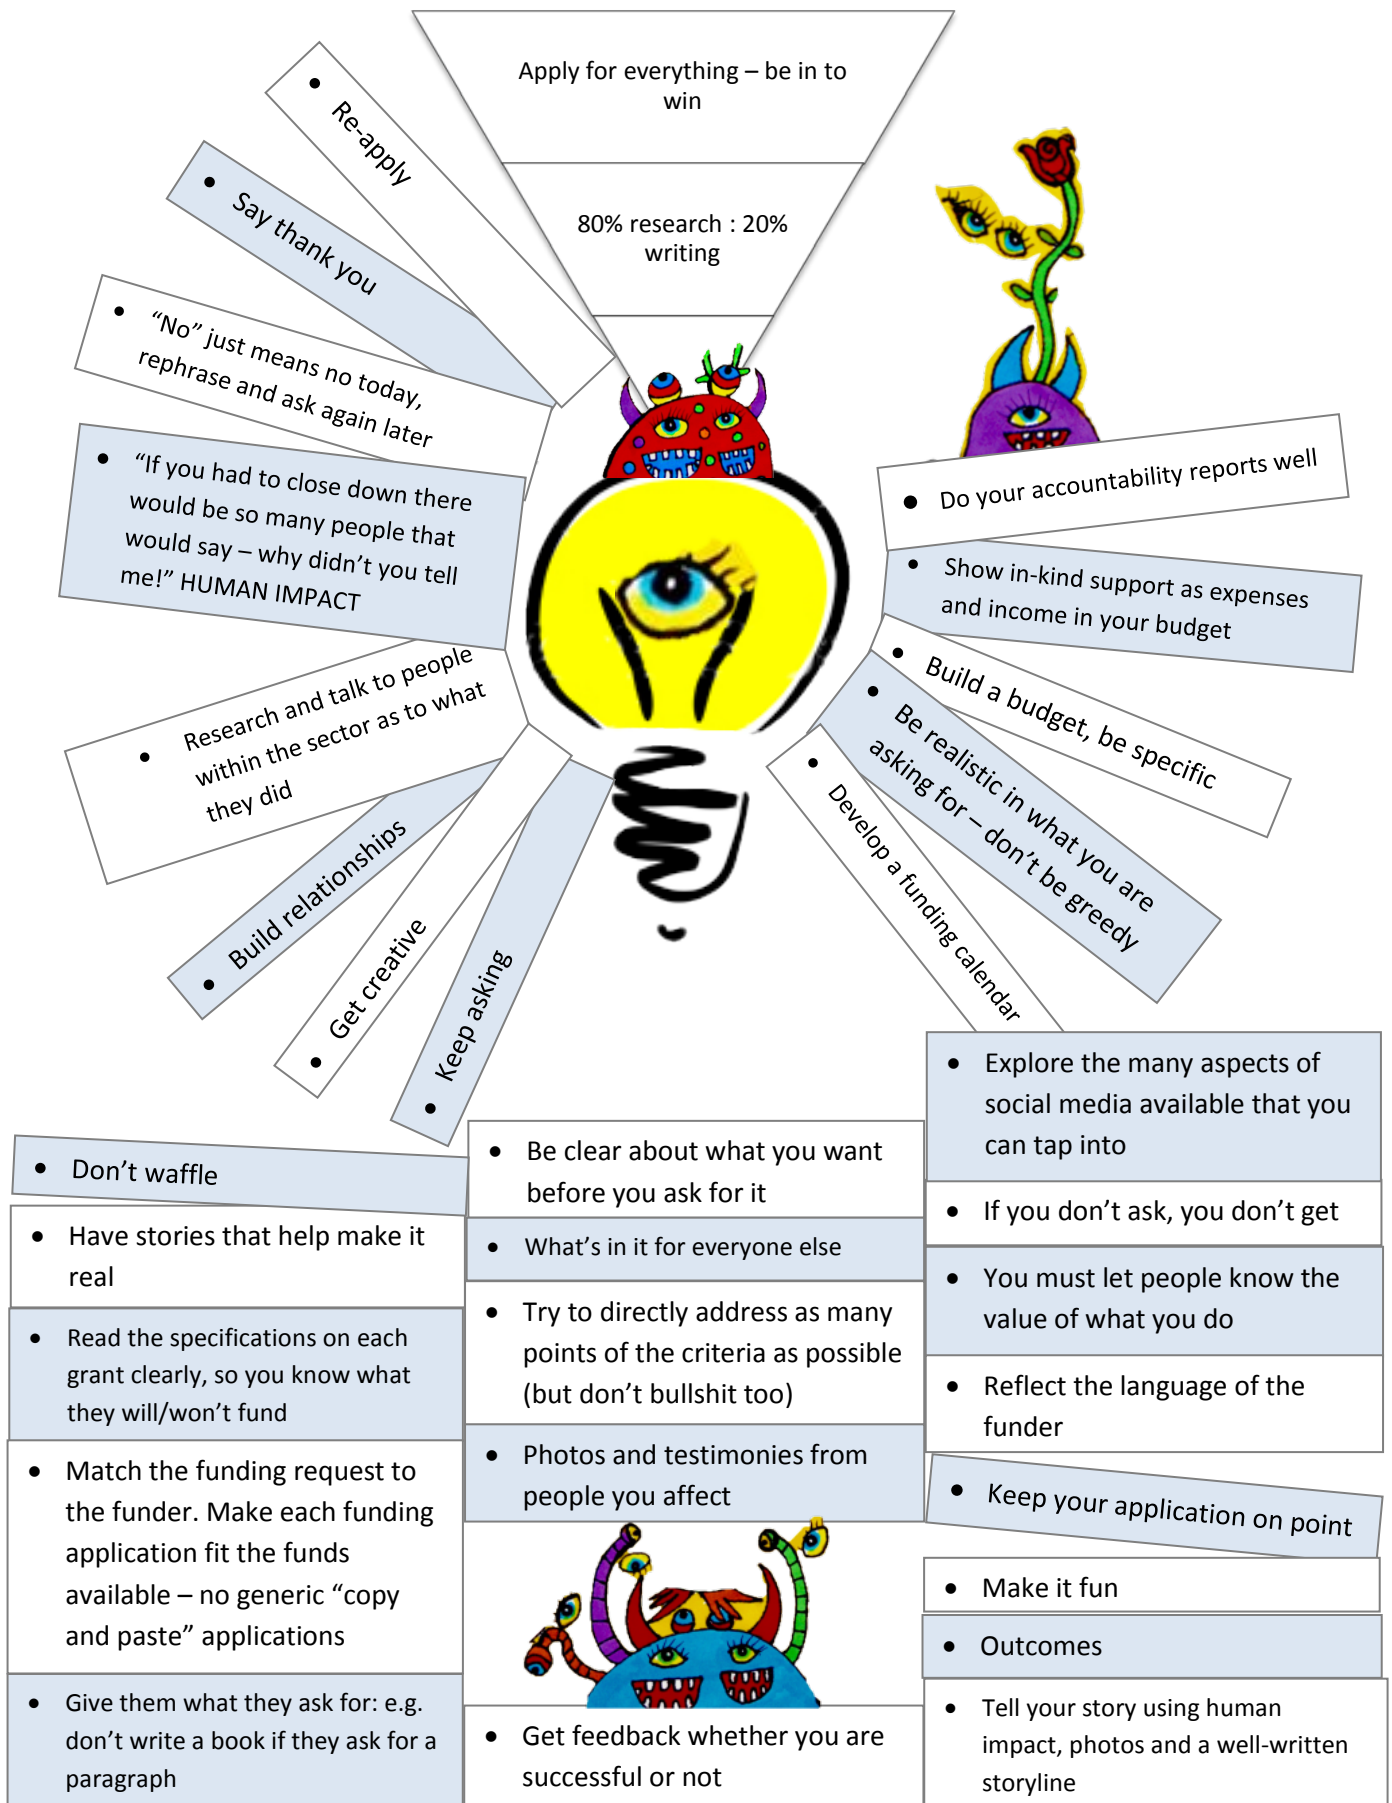 Apply for everything – be in to
win
80% research : 20%
writing
• Re-apply
• Say thank you
• “No” just means no today,
rephrase and ask again later
• “If you had to close down there
would be so many people that
would say – why didn’t you tell
me!” HUMAN IMPACT
• Research and talk to people
within the sector as to what
they did
• Build relationships
• Get creative
• Keep asking
• Do your accountability reports well
• Show in-kind support as expenses
and income in your budget
• Build a budget, be specific
• Be realistic in what you are
asking for – don’t be greedy
• Develop a funding calendar
• Don’t waffle
• Have stories that help make it
real
• Read the specifications on each
grant clearly, so you know what
they will/won’t fund
• Match the funding request to
the funder. Make each funding
application fit the funds
available – no generic “copy
and paste” applications
• Give them what they ask for: e.g.
don’t write a book if they ask for a
paragraph
• Be clear about what you want
before you ask for it
• What’s in it for everyone else
• Try to directly address as many
points of the criteria as possible
(but don’t bullshit too)
• Photos and testimonies from
people you affect
• Get feedback whether you are
successful or not
• Explore the many aspects of
social media available that you
can tap into
• If you don’t ask, you don’t get
• You must let people know the
value of what you do
• Reflect the language of the
funder
• Keep your application on point
• Make it fun
• Outcomes
• Tell your story using human
impact, photos and a well-written
storyline